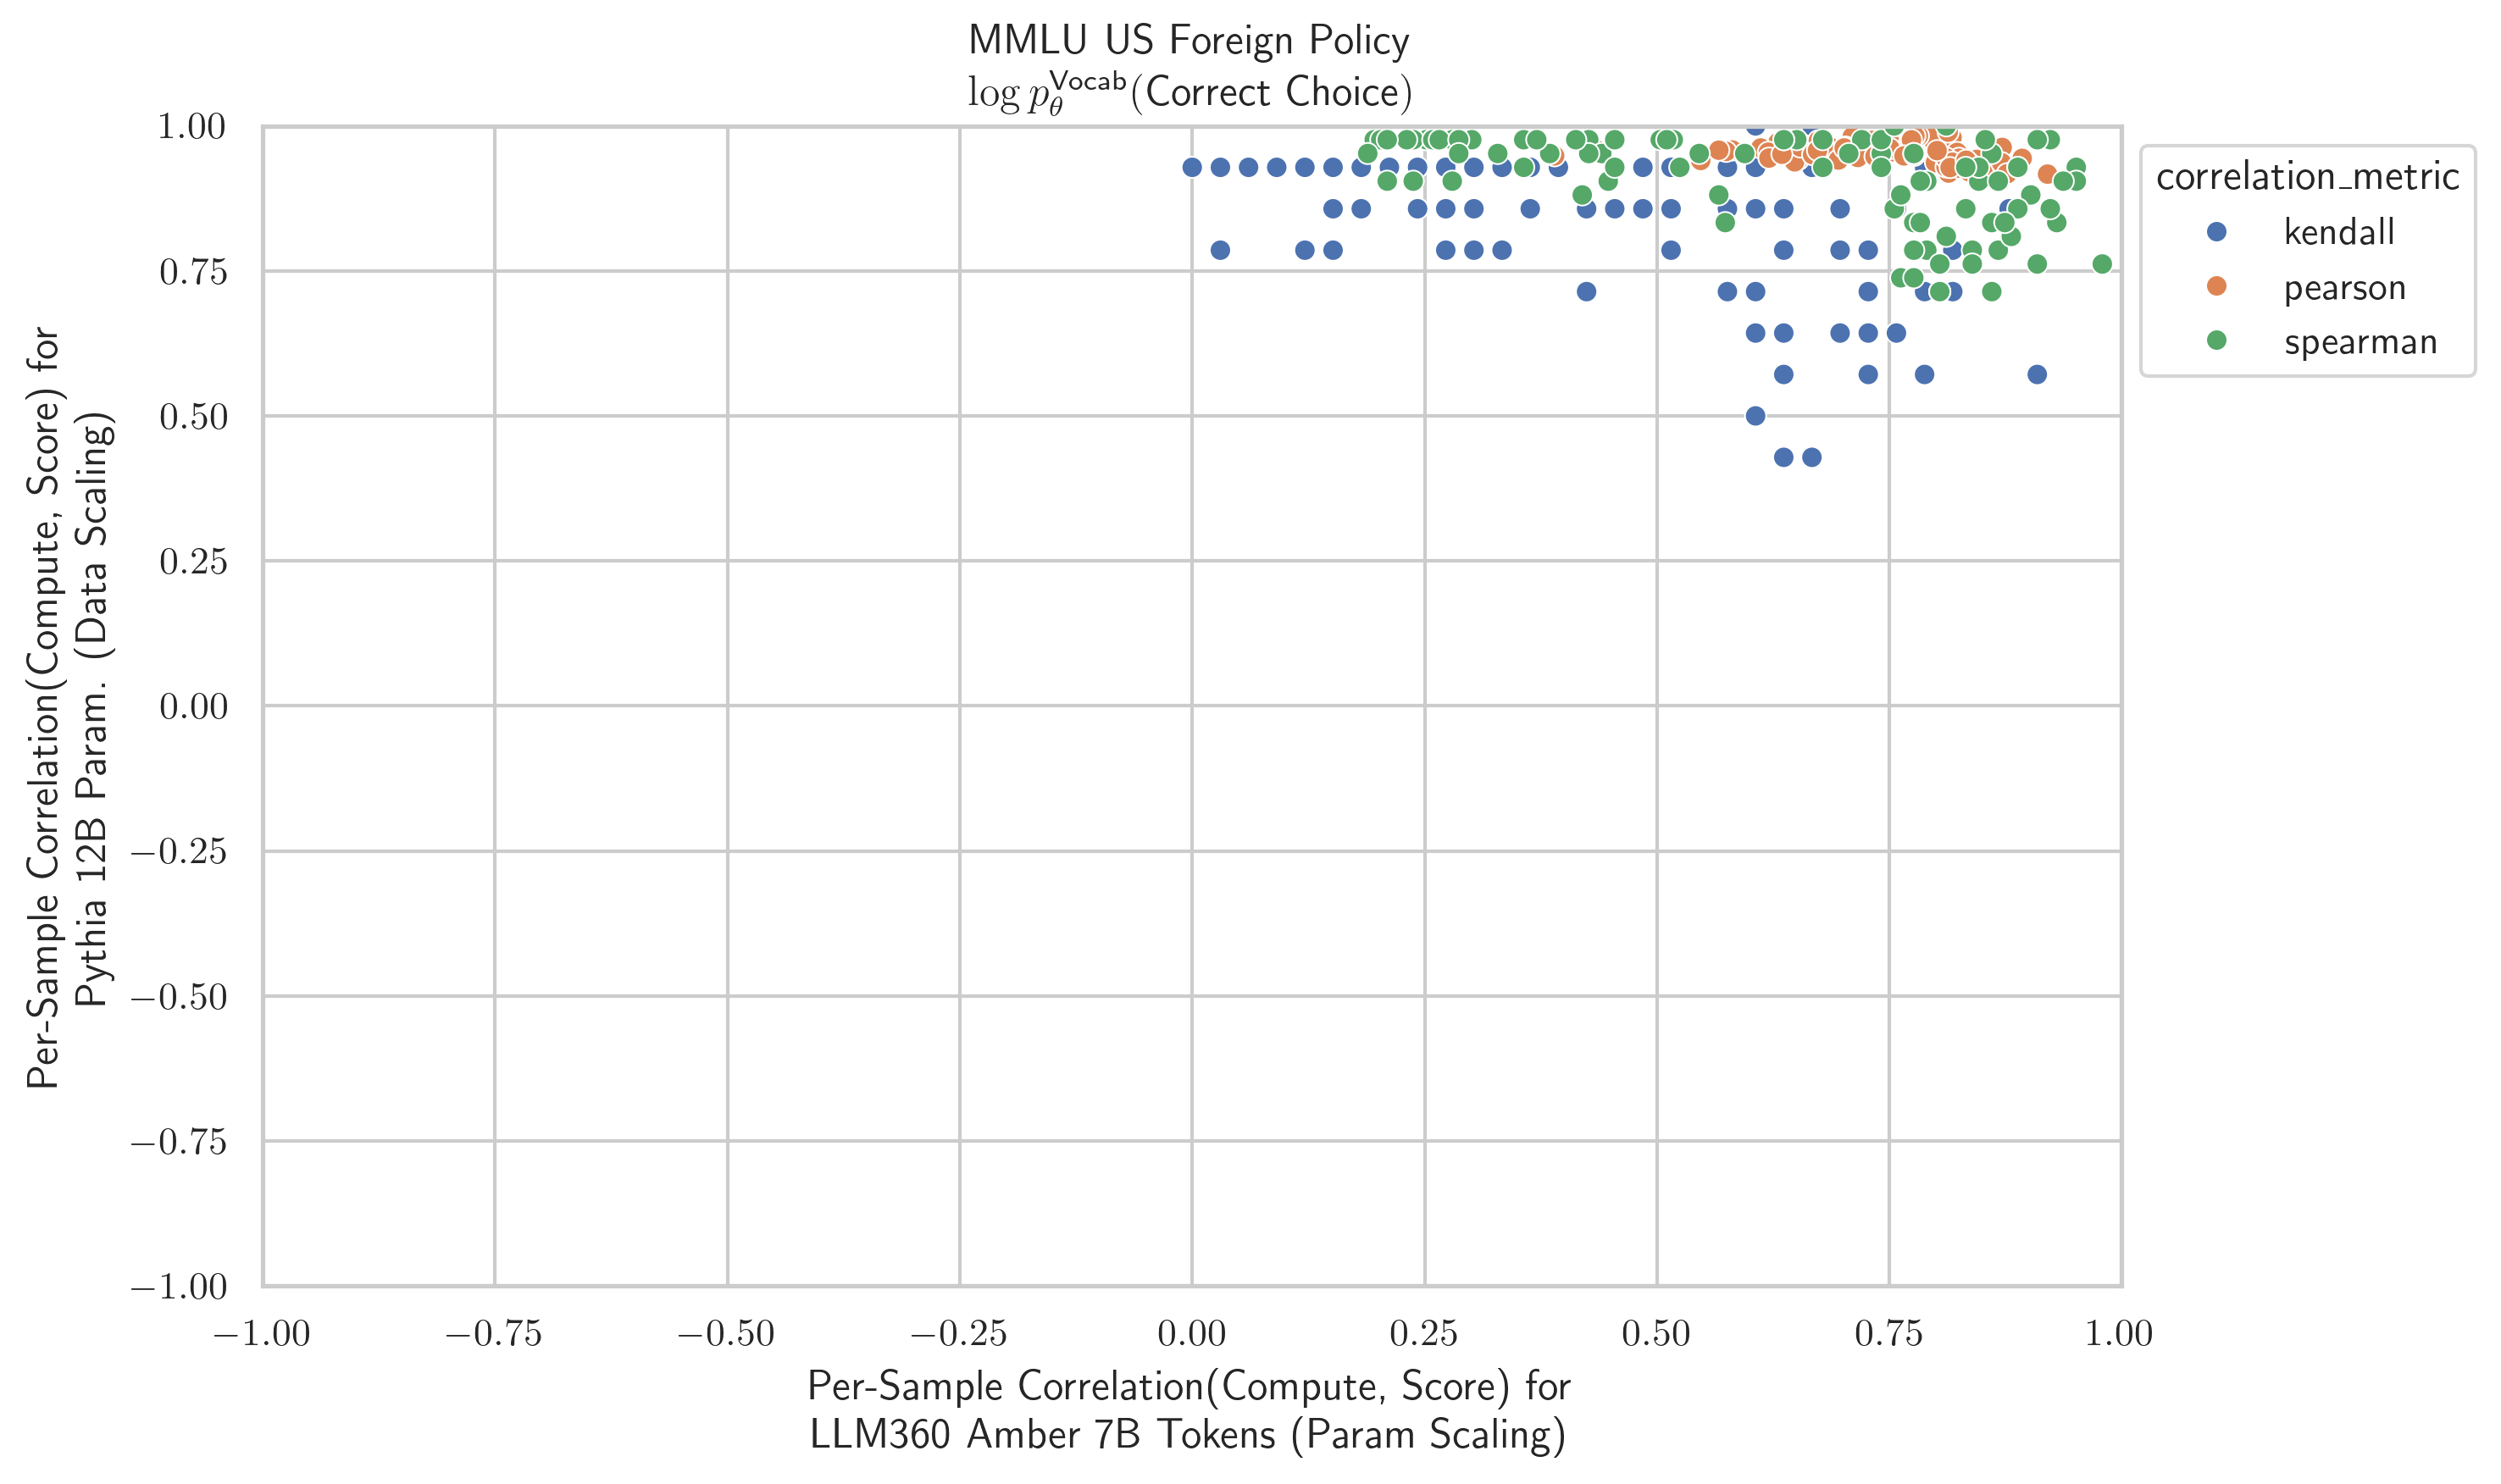 MMLU US Foreign Policy
log p_θ^Vocab(Correct Choice)
1.00
0.75
0.50
0.25
0.00
−0.25
−0.50
−0.75
−1.00
Per-Sample Correlation(Compute, Score) for
Pythia 12B Param. (Data Scaling)
−1.00 −0.75 −0.50 −0.25 0.00 0.25 0.50 0.75 1.00
Per-Sample Correlation(Compute, Score) for
LLM360 Amber 7B Tokens (Param Scaling)
correlation_metric
kendall
pearson
spearman